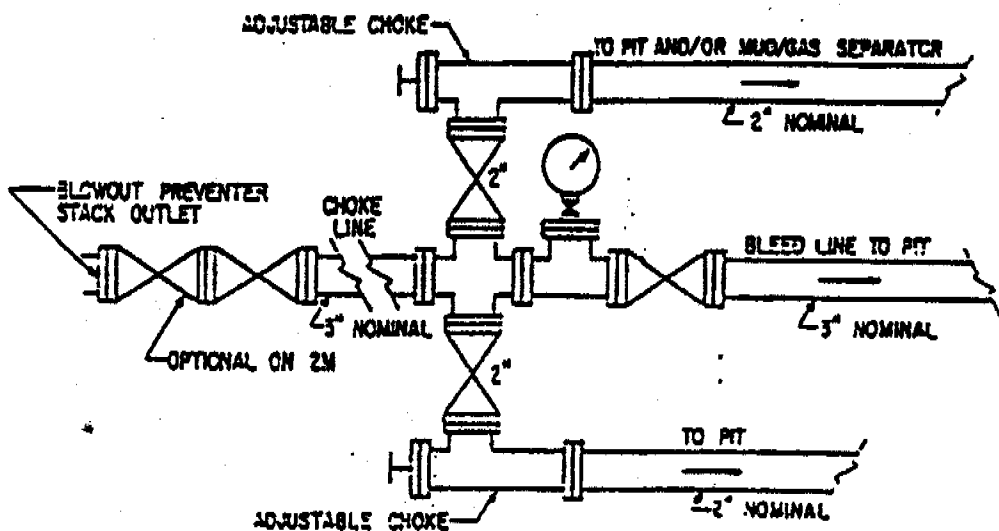 ADJUSTABLE CHOKE
TO PIT AND/OR MUD/GAS SEPARATOR
2" NOMINAL
2"
BLOWOUT PREVENTER
STACK OUTLET
CHOKE
LINE
BLEED LINE TO PIT
3" NOMINAL
3" NOMINAL
OPTIONAL ON 2M
2"
TO PIT
2" NOMINAL
ADJUSTABLE CHOKE